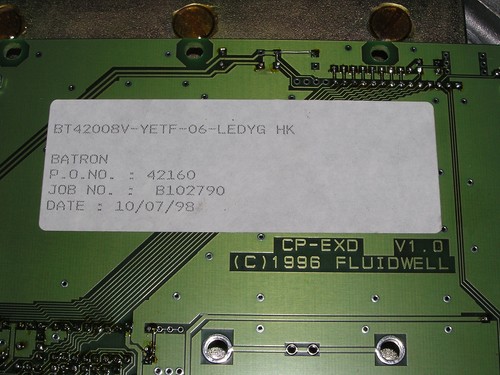 BT42008V-YETF-06-LEDYG HK
BATRON
P.O.NO. : 42160
JOB NO. : B102790
DATE : 10/07/98
CP-EXD V1.0
(C)1996 FLUIDWELL